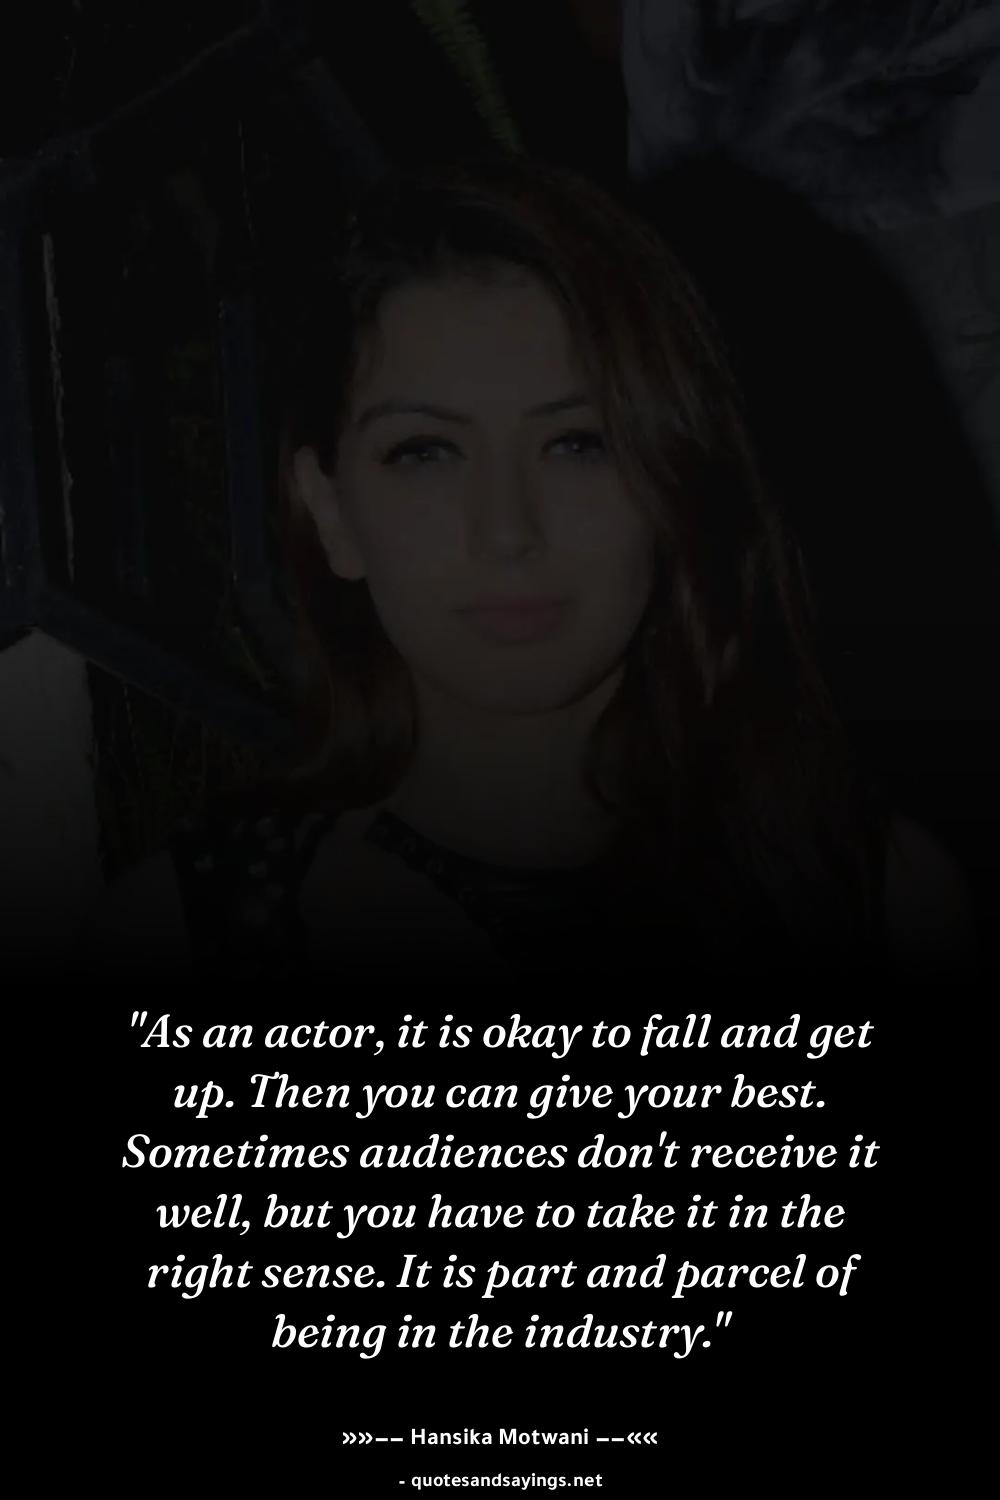 "As an actor, it is okay to fall and get
up. Then you can give your best.
Sometimes audiences don't receive it
well, but you have to take it in the
right sense. It is part and parcel of
being in the industry."
»»−− Hansika Motwani −−««
- quotesandsayings.net